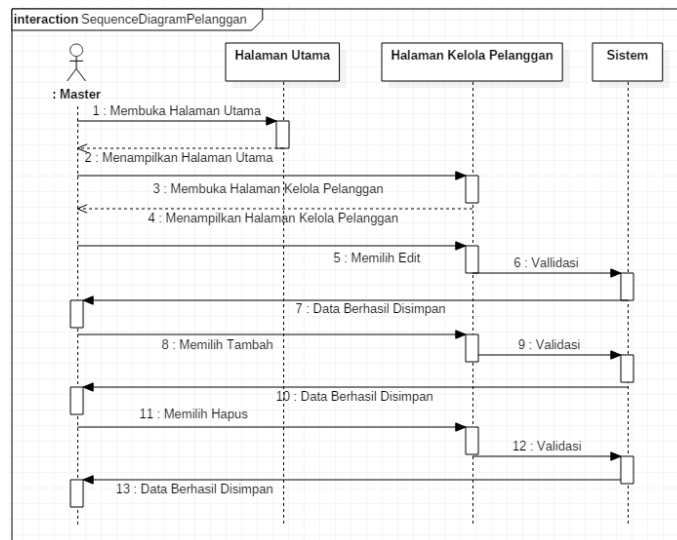 interaction SequenceDiagramPelanggan
Halaman Utama
Halaman Kelola Pelanggan
Sistem
: Master
1 : Membuka Halaman Utama
2 : Menampilkan Halaman Utama
3 : Membuka Halaman Kelola Pelanggan
4 : Menampilkan Halaman Kelola Pelanggan
5 : Memilih Edit
6 : Vallidasi
7 : Data Berhasil Disimpan
8 : Memilih Tambah
9 : Validasi
10 : Data Berhasil Disimpan
11 : Memilih Hapus
12 : Validasi
13 : Data Berhasil Disimpan